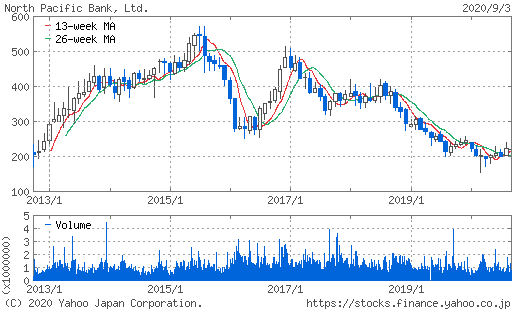 North Pacific Bank, Ltd. 2020/9/3
600
13-week MA
26-week MA
500
400
300
200
100
2013/1 2015/1 2017/1 2019/1
5
Volume
4
3
2
1
0
(x1000000)
2013/1 2015/1 2017/1 2019/1
(C) 2020 Yahoo Japan Corporation. https://stocks.finance.yahoo.co.jp